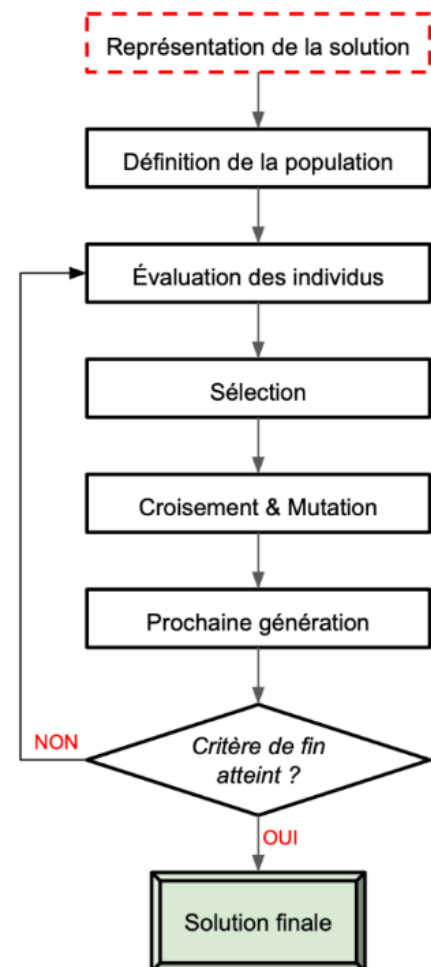 Représentation de la solution
Définition de la population
Évaluation des individus
Sélection
Croisement & Mutation
Prochaine génération
NON
Critère de fin
atteint ?
OUI
Solution finale